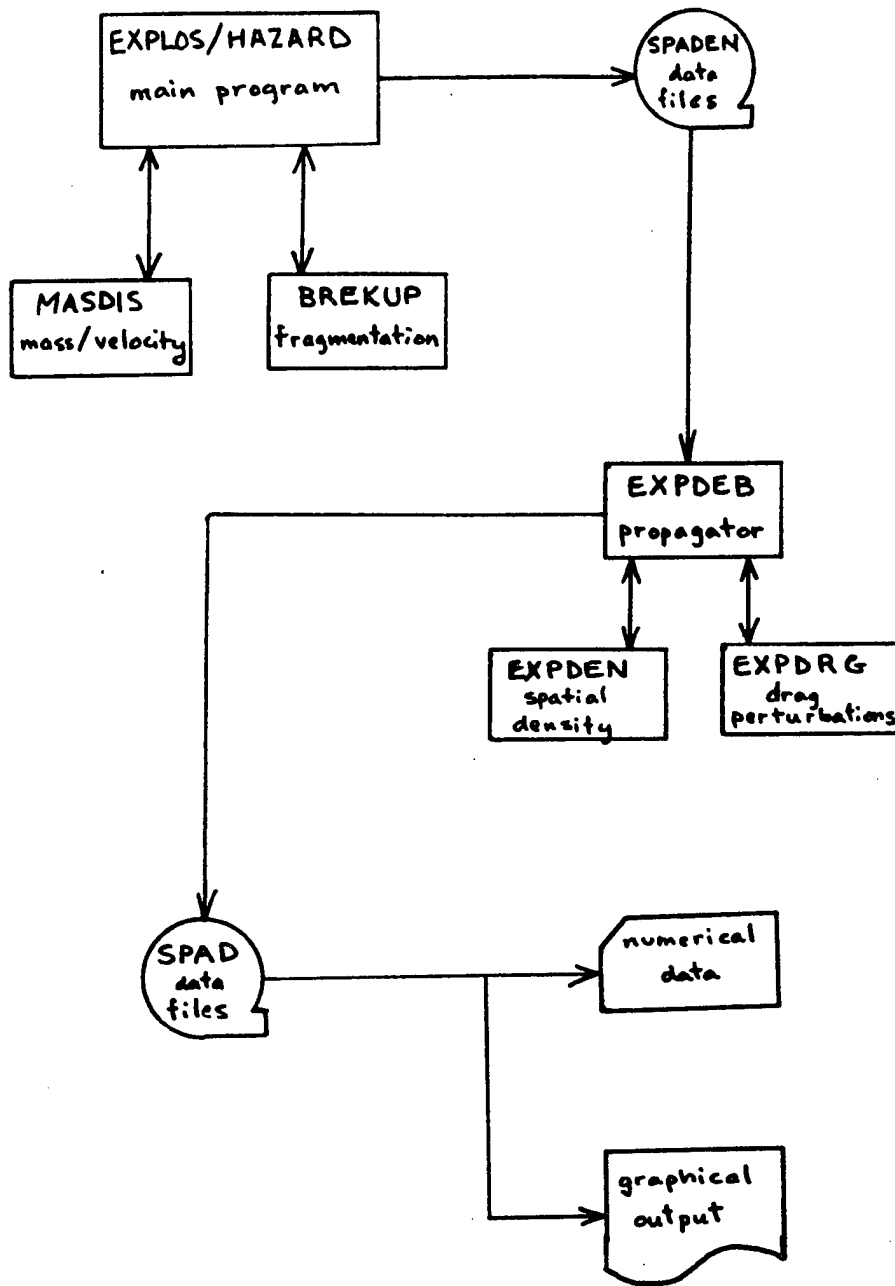 EXPLOS/HAZARD
main program
SPADEN
data
files
MASDIS
mass/velocity
BREKUP
fragmentation
EXPDEB
propagator
EXPDEN
spatial
density
EXPDRG
drag
perturbations
SPAD
data
files
numerical
data
graphical
output